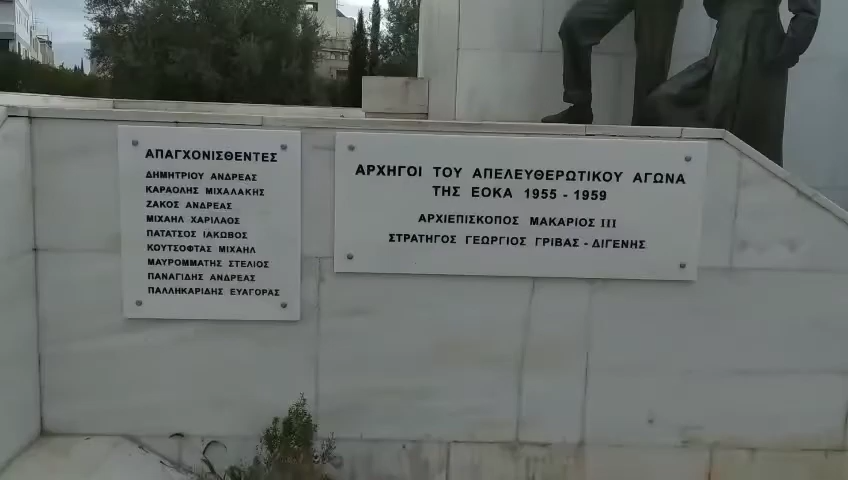 ΑΠΑΓΧΟΝΙΣΘΕΝΤΕΣ
ΔΗΜΗΤΡΙΟΥ ΑΝΔΡΕΑΣ
ΚΑΡΑΟΛΗΣ ΜΙΧΑΛΑΚΗΣ
ΖΑΚΟΣ ΑΝΔΡΕΑΣ
ΜΙΧΑΗΛ ΧΑΡΙΛΑΟΣ
ΠΑΤΑΤΣΟΣ ΙΑΚΩΒΟΣ
ΚΟΥΤΣΟΦΤΑΣ ΜΙΧΑΗΛ
ΜΑΥΡΟΜΜΑΤΗΣ ΣΤΕΛΙΟΣ
ΠΑΝΑΓΙΔΗΣ ΑΝΔΡΕΑΣ
ΠΑΛΛΗΚΑΡΙΔΗΣ ΕΥΑΓΟΡΑΣ
ΑΡΧΗΓΟΙ ΤΟΥ ΑΠΕΛΕΥΘΕΡΩΤΙΚΟΥ ΑΓΩΝΑ
ΤΗΣ ΕΟΚΑ 1955 - 1959
ΑΡΧΙΕΠΙΣΚΟΠΟΣ ΜΑΚΑΡΙΟΣ III
ΣΤΡΑΤΗΓΟΣ ΓΕΩΡΓΙΟΣ ΓΡΙΒΑΣ - ΔΙΓΕΝΗΣ